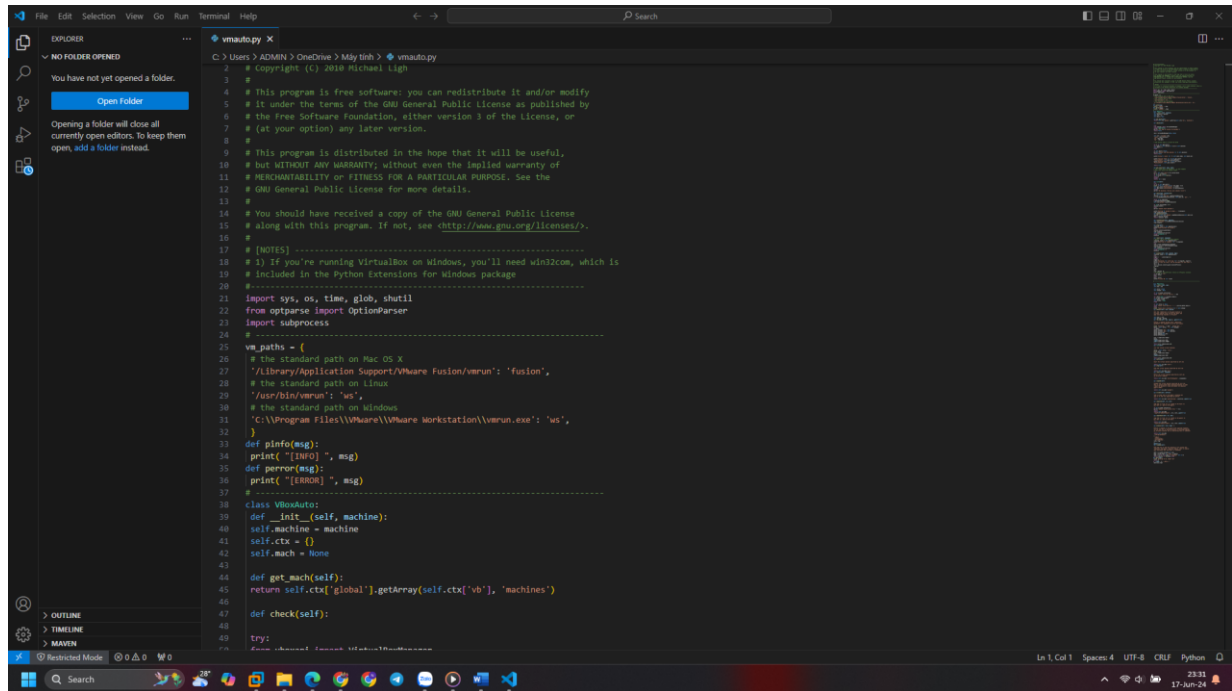 File Edit Selection View Go Run Terminal Help
Search
EXPLORER
NO FOLDER OPENED
You have not yet opened a folder.
Open Folder
Opening a folder will close all
currently open editors. To keep them
open, add a folder instead.
OUTLINE
TIMELINE
MAVEN
vmauto.py
C: > Users > ADMIN > OneDrive > Máy tính > vmauto.py
2 # Copyright (C) 2010 Michael Ligh
3 #
4 # This program is free software: you can redistribute it and/or modify
5 # it under the terms of the GNU General Public License as published by
6 # the Free Software Foundation, either version 3 of the License, or
7 # (at your option) any later version.
8 #
9 # This program is distributed in the hope that it will be useful,
10 # but WITHOUT ANY WARRANTY; without even the implied warranty of
11 # MERCHANTABILITY or FITNESS FOR A PARTICULAR PURPOSE. See the
12 # GNU General Public License for more details.
13 #
14 # You should have received a copy of the GNU General Public License
15 # along with this program. If not, see <http://www.gnu.org/licenses/>.
16 #
17 # [NOTES] -----------------------------------------------------------
18 # 1) If you're running VirtualBox on Windows, you'll need win32com, which is
19 # included in the Python Extensions for Windows package
20 #--------------------------------------------------------------------
21 import sys, os, time, glob, shutil
22 from optparse import OptionParser
23 import subprocess
24 # -----------------------------------------------------------------------
25 vm_paths = {
26 # the standard path on Mac OS X
27 '/Library/Application Support/VMware Fusion/vmrun': 'fusion',
28 # the standard path on Linux
29 '/usr/bin/vmrun': 'ws',
30 # the standard path on Windows
31 'C:\\Program Files\\VMware\\VMware Workstation\\vmrun.exe': 'ws',
32 }
33 def pinfo(msg):
34 print( "[INFO] ", msg)
35 def perror(msg):
36 print( "[ERROR] ", msg)
37 # -----------------------------------------------------------------------
38 class VBoxAuto:
39 def __init__(self, machine):
40 self.machine = machine
41 self.ctx = {}
42 self.mach = None
43
44 def get_mach(self):
45 return self.ctx['global'].getArray(self.ctx['vb'], 'machines')
46
47 def check(self):
48
49 try:
Restricted Mode 0 0 0
Ln 1, Col 1 Spaces: 4 UTF-8 CRLF Python
Search
28°
23:31
17-Jun-24